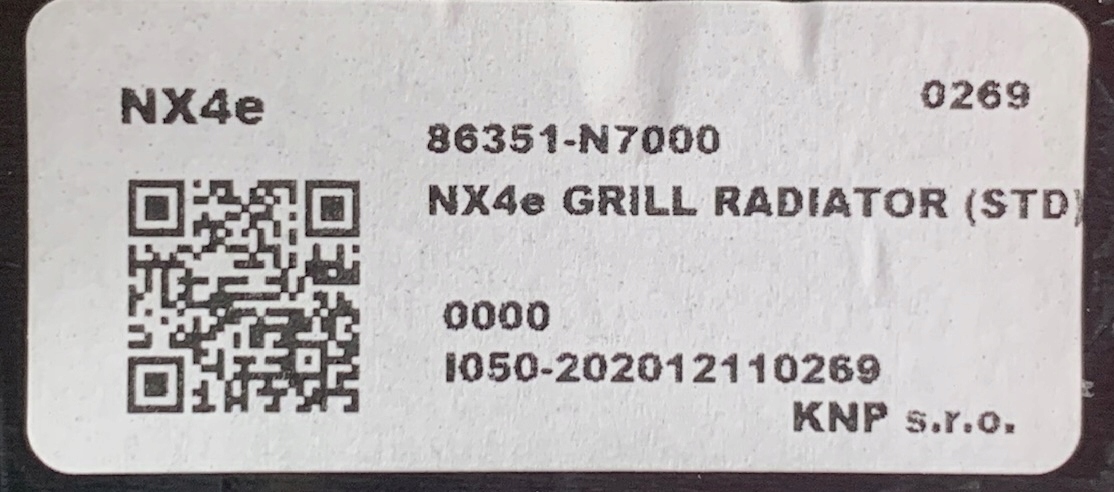 NX4e
0269
86351-N7000
NX4e GRILL RADIATOR (STD)
0000
I050-202012110269
KNP s.r.o.